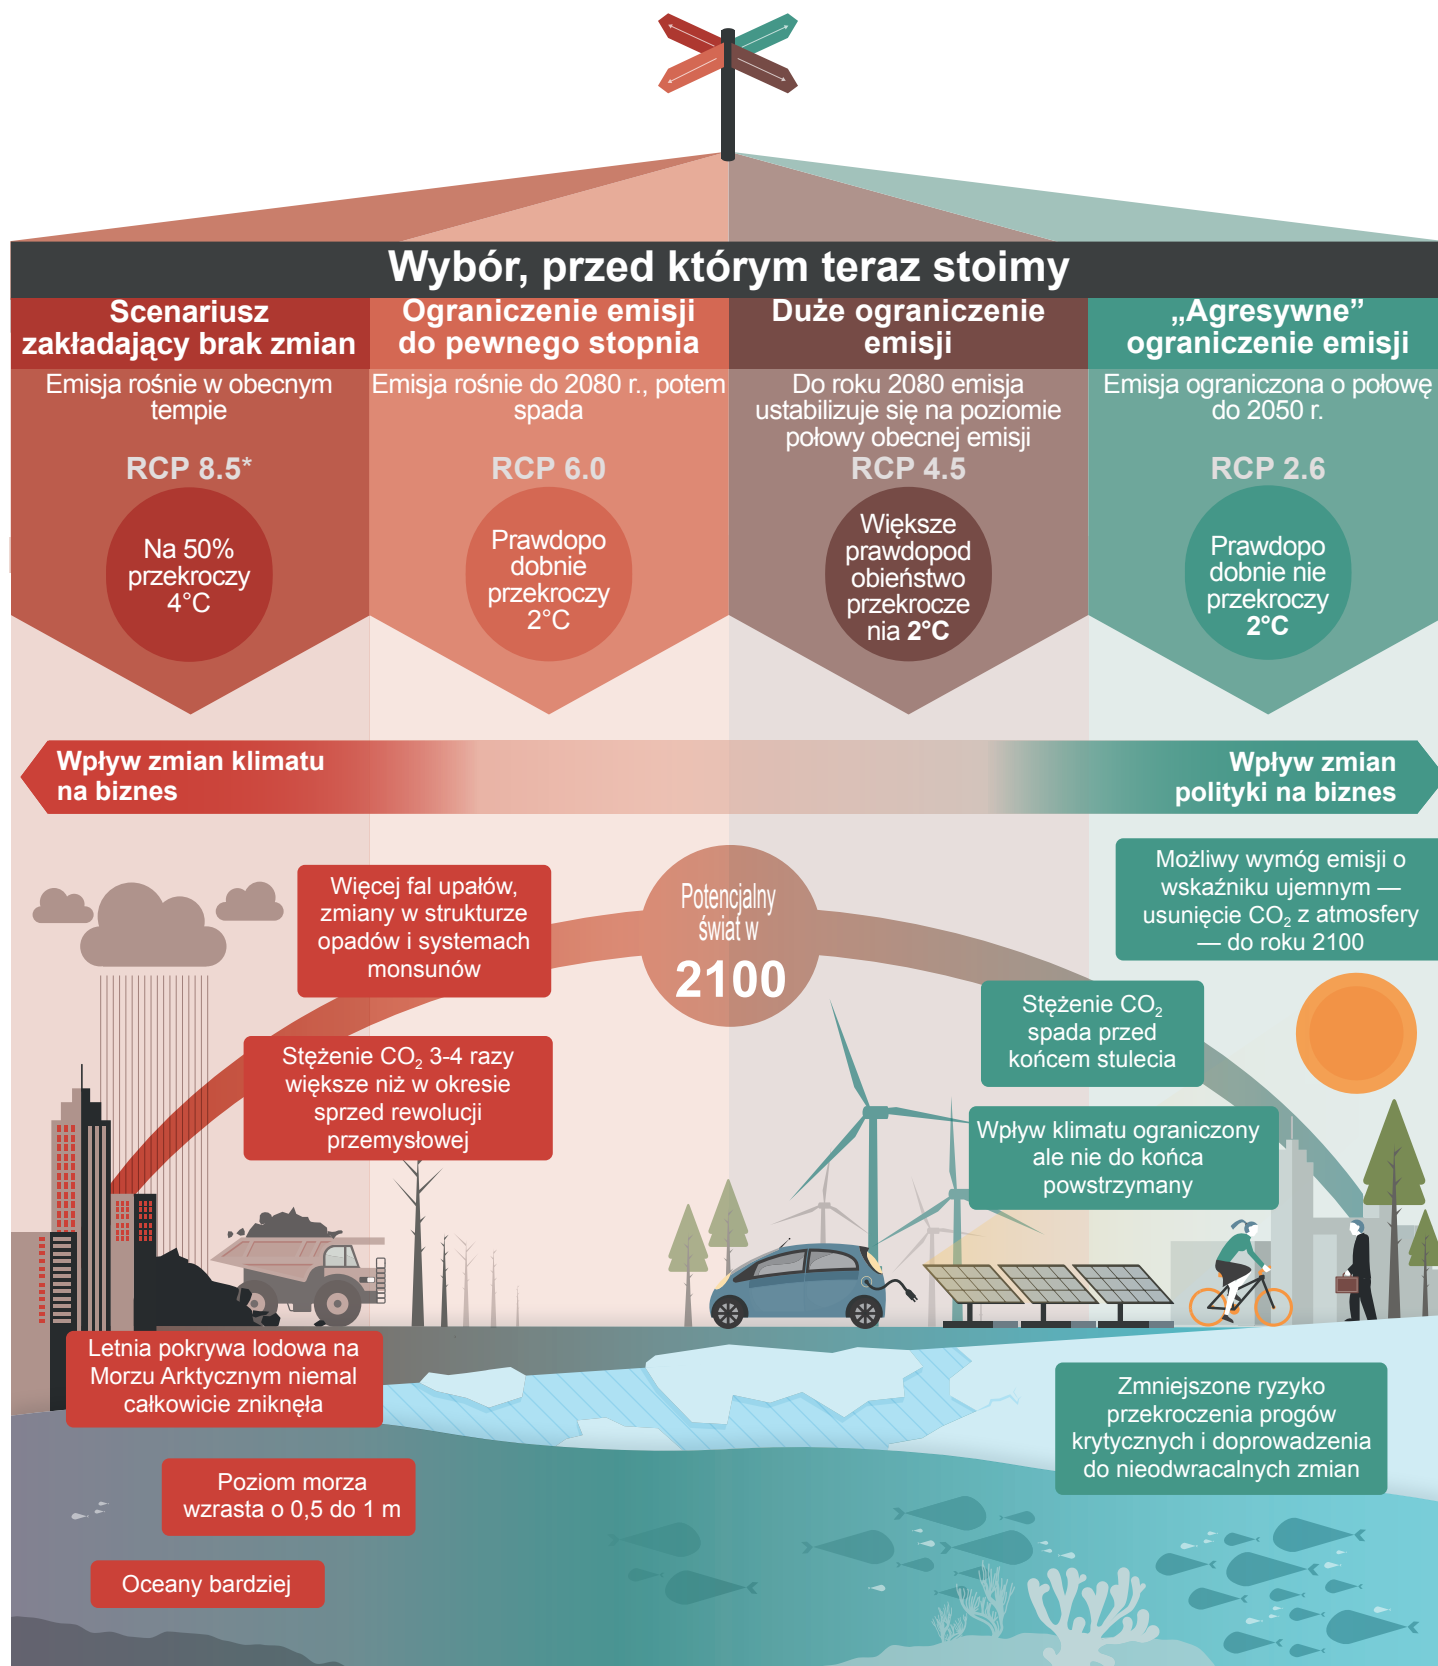 Wybór, przed którym teraz stoimy
Scenariusz
zakładający brak zmian
Emisja rośnie w obecnym
tempie
RCP 8.5*
Na 50%
przekroczy
4°C
Ograniczenie emisji
do pewnego stopnia
Emisja rośnie do 2080 r., potem
spada
RCP 6.0
Prawdopo
dobnie
przekroczy
2°C
Duże ograniczenie
emisji
Do roku 2080 emisja
ustabilizuje się na poziomie
połowy obecnej emisji
RCP 4.5
Większe
prawdopod
obieństwo
przekrocze
nia 2°C
„Agresywne”
ograniczenie emisji
Emisja ograniczona o połowę
do 2050 r.
RCP 2.6
Prawdopo
dobnie nie
przekroczy
2°C
Wpływ zmian klimatu
na biznes
Wpływ zmian
polityki na biznes
Potencjalny
świat w
2100
Więcej fal upałów,
zmiany w strukturze
opadów i systemach
monsunów
Stężenie CO₂ 3-4 razy
większe niż w okresie
sprzed rewolucji
przemysłowej
Letnia pokrywa lodowa na
Morzu Arktycznym niemal
całkowicie zniknęła
Poziom morza
wzrasta o 0,5 do 1 m
Oceany bardziej
Możliwy wymóg emisji o
wskaźniku ujemnym —
usunięcie CO₂ z atmosfery
— do roku 2100
Stężenie CO₂
spada przed
końcem stulecia
Wpływ klimatu ograniczony
ale nie do końca
powstrzymany
Zmniejszone ryzyko
przekroczenia progów
krytycznych i doprowadzenia
do nieodwracalnych zmian